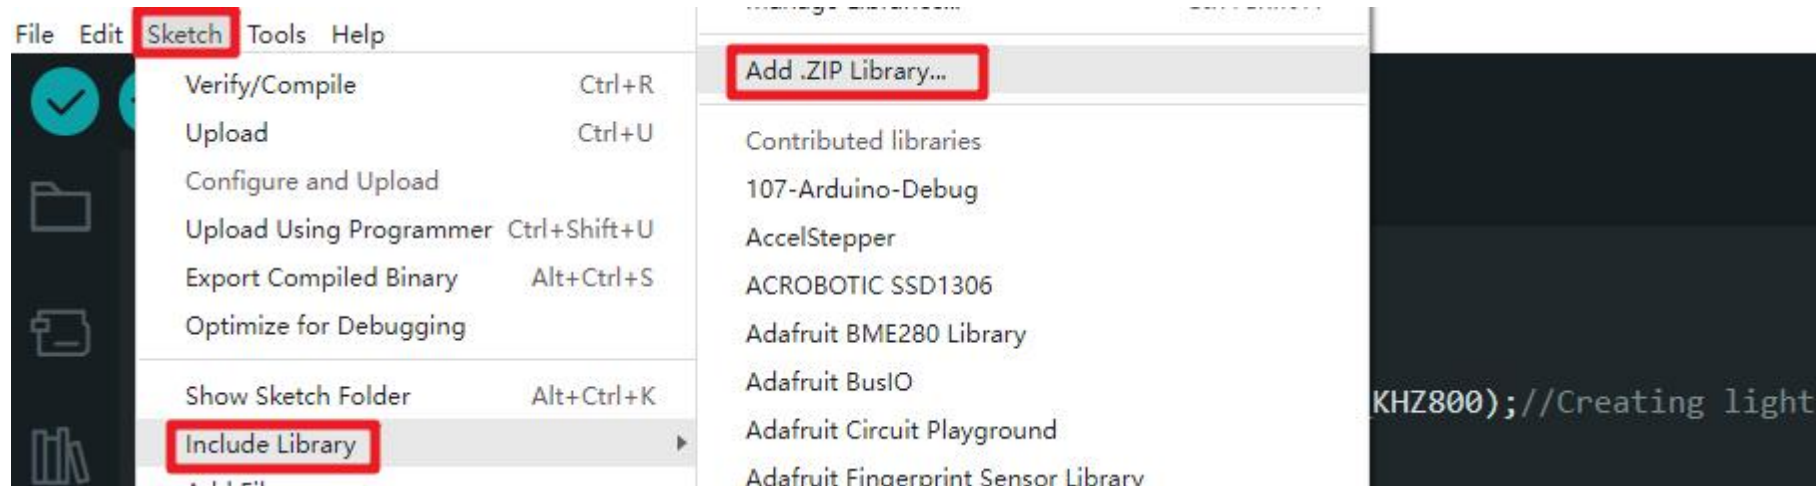 File Edit Sketch Tools Help
Verify/Compile Ctrl+R
Upload Ctrl+U
Configure and Upload
Upload Using Programmer Ctrl+Shift+U
Export Compiled Binary Alt+Ctrl+S
Optimize for Debugging
Show Sketch Folder Alt+Ctrl+K
Include Library
Manage Libraries...
Add .ZIP Library...
Contributed libraries
107-Arduino-Debug
AccelStepper
ACROBOTIC SSD1306
Adafruit BME280 Library
Adafruit BusIO
Adafruit Circuit Playground
Adafruit Fingerprint Sensor Library
KHZ800);//Creating light